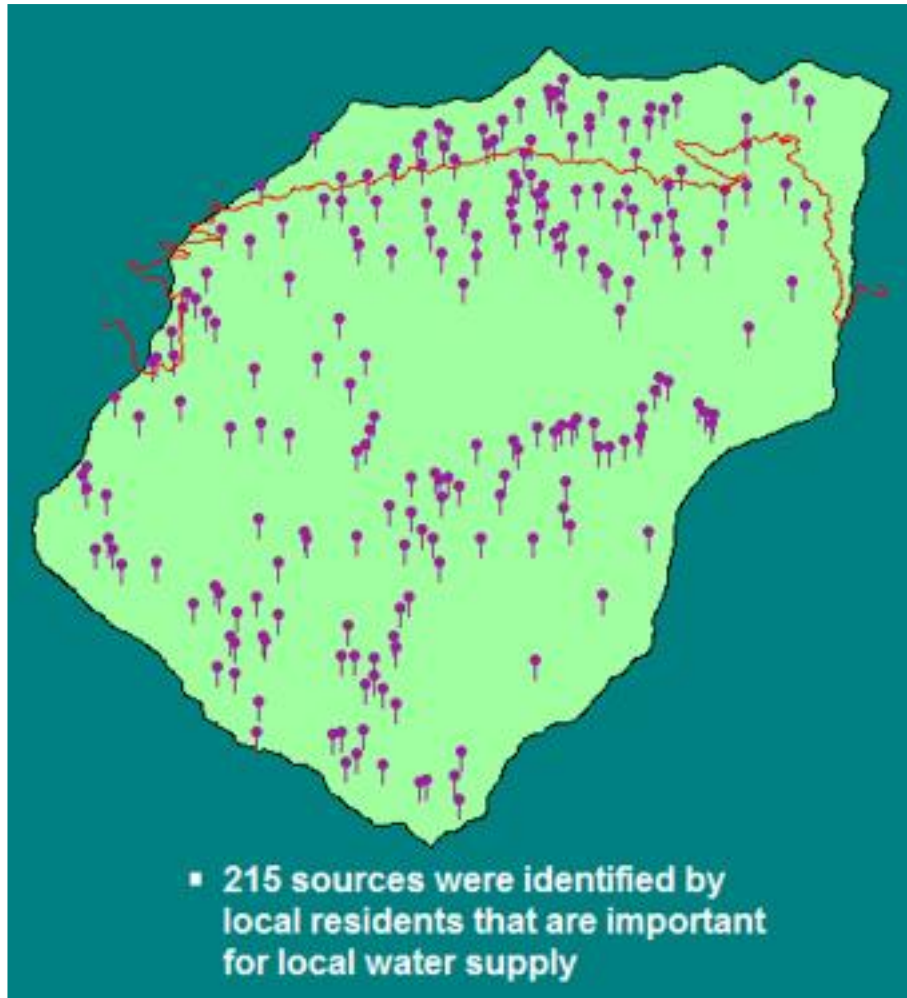 ▪ 215 sources were identified by
local residents that are important
for local water supply